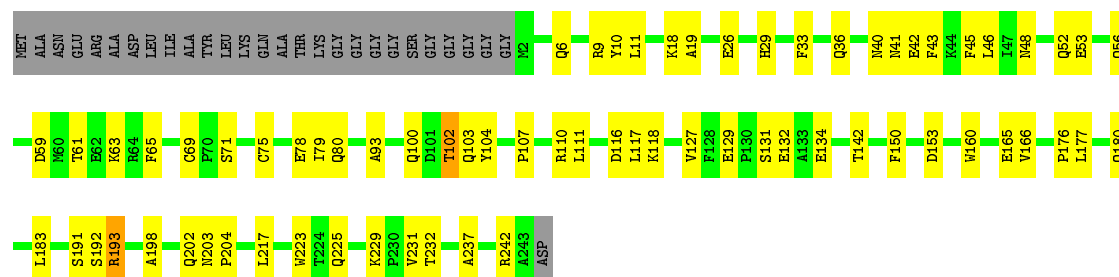 MET ALA ASN GLU ARG ALA ASP LEU ILE ALA TYR LEU LYS GLN ALA THR LYS GLY GLY GLY GLY SER GLY GLY GLY GLY M2 Q6 R9 Y10 L11 K18 A19 E26 H29 F33 Q36 N40 N41 E42 F43 K44 F45 L46 I47 N48 Q52 E53
D59 M60 T61 E62 K63 R64 F65 C69 P70 S71 C75 E78 I79 Q80 A93 Q100 D101 T102 Q103 Y104 P107 R110 L111 D116 L117 K118 V127 F128 E129 P130 S131 E132 A133 E134 T142 F150 D153 W160 E165 V166 P176 L177
L183 S191 S192 R193 A198 Q202 N203 P204 L217 W223 T224 Q225 K229 P230 V231 T232 A237 R242 A243 ASP